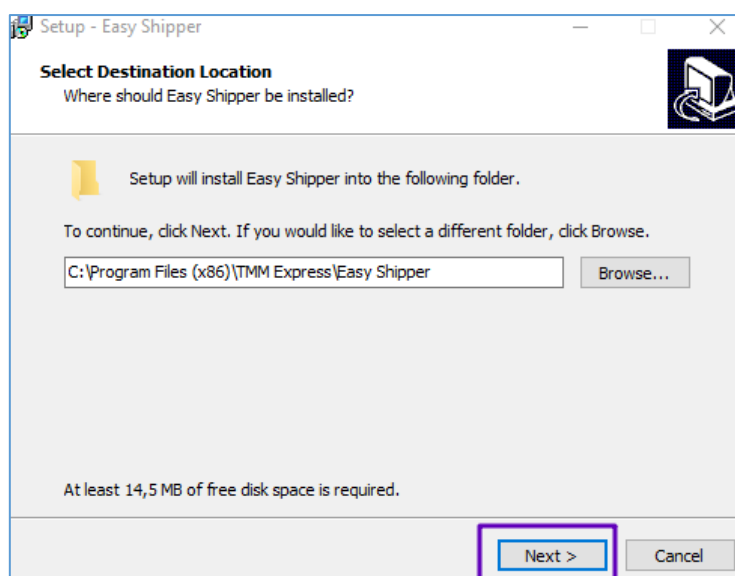 Setup - Easy Shipper
Select Destination Location
Where should Easy Shipper be installed?
Setup will install Easy Shipper into the following folder.
To continue, click Next. If you would like to select a different folder, click Browse.
C:\Program Files (x86)\TMM Express\Easy Shipper
Browse...
At least 14,5 MB of free disk space is required.
Next >
Cancel